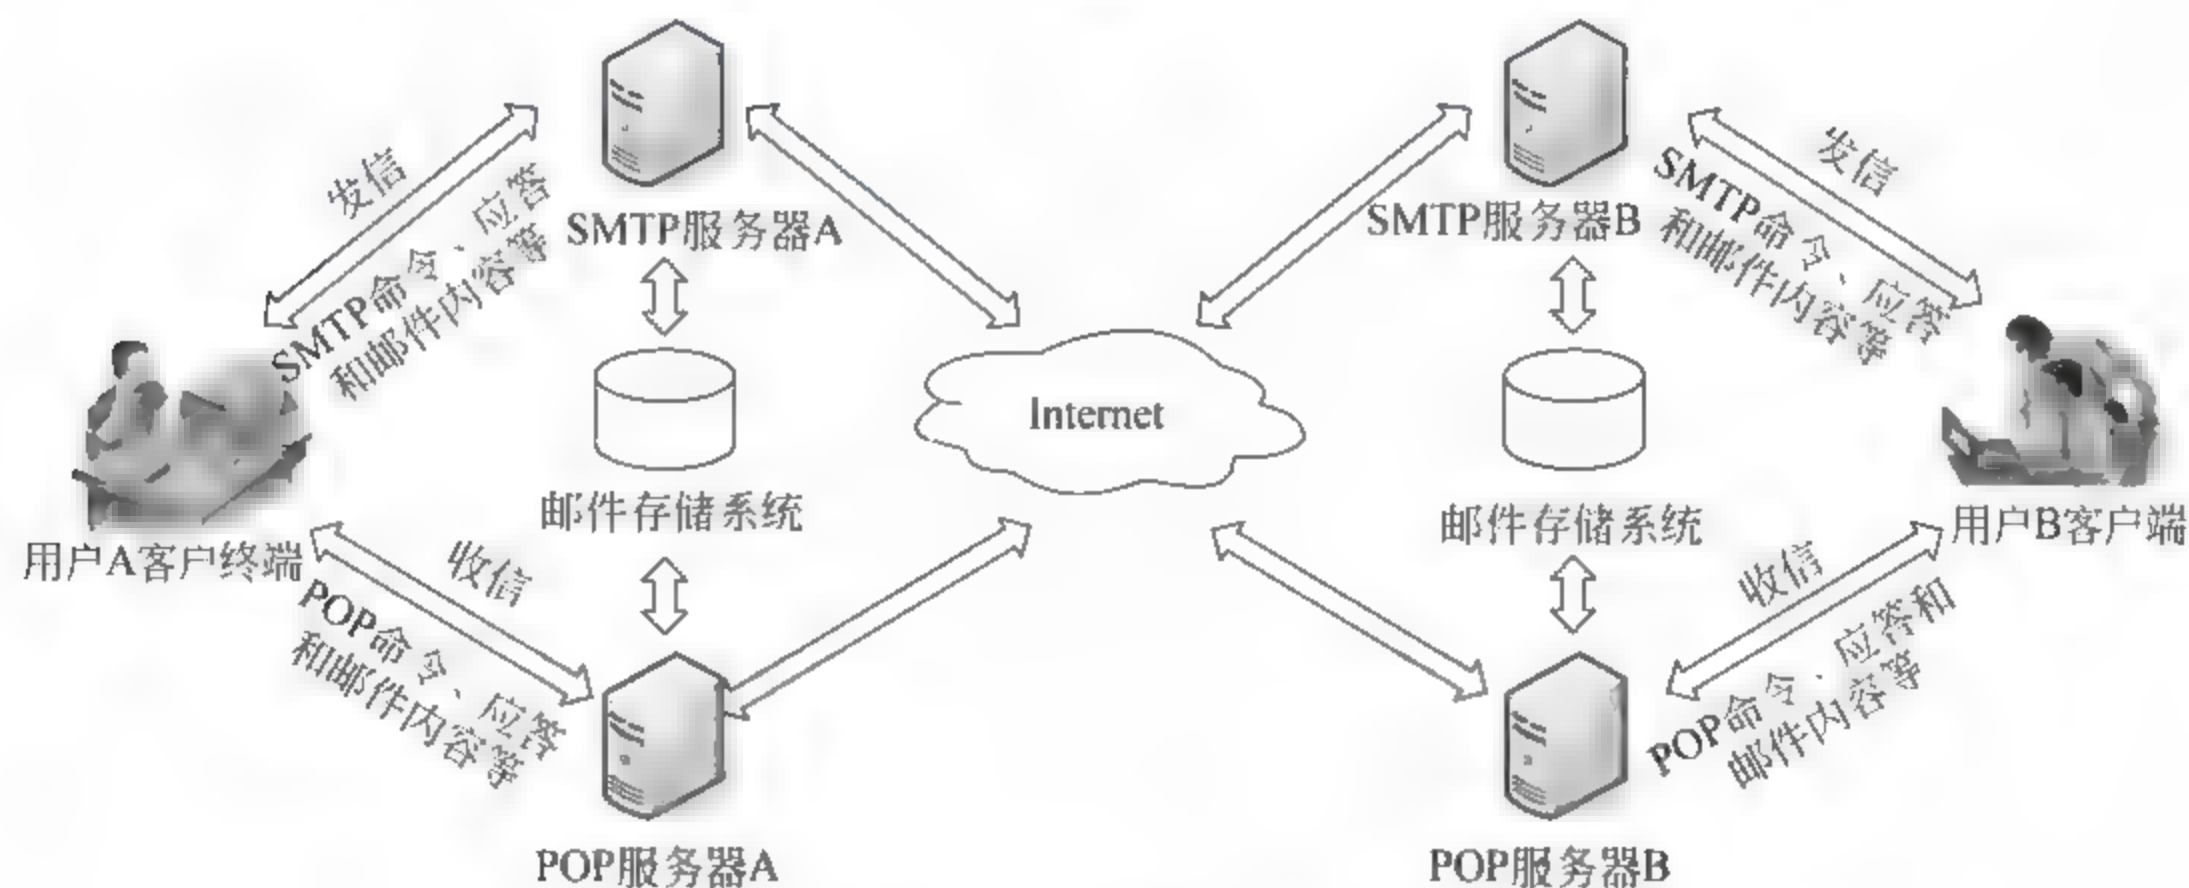 发信
SMTP命令、应答
和邮件内容等
SMTP服务器A
SMTP服务器B
发信
SMTP命令、应答
和邮件内容等
Internet
邮件存储系统
邮件存储系统
用户A客户终端
用户B客户端
收信
POP命令、应答
和邮件内容等
收信
POP命令、应答和
邮件内容等
POP服务器A
POP服务器B